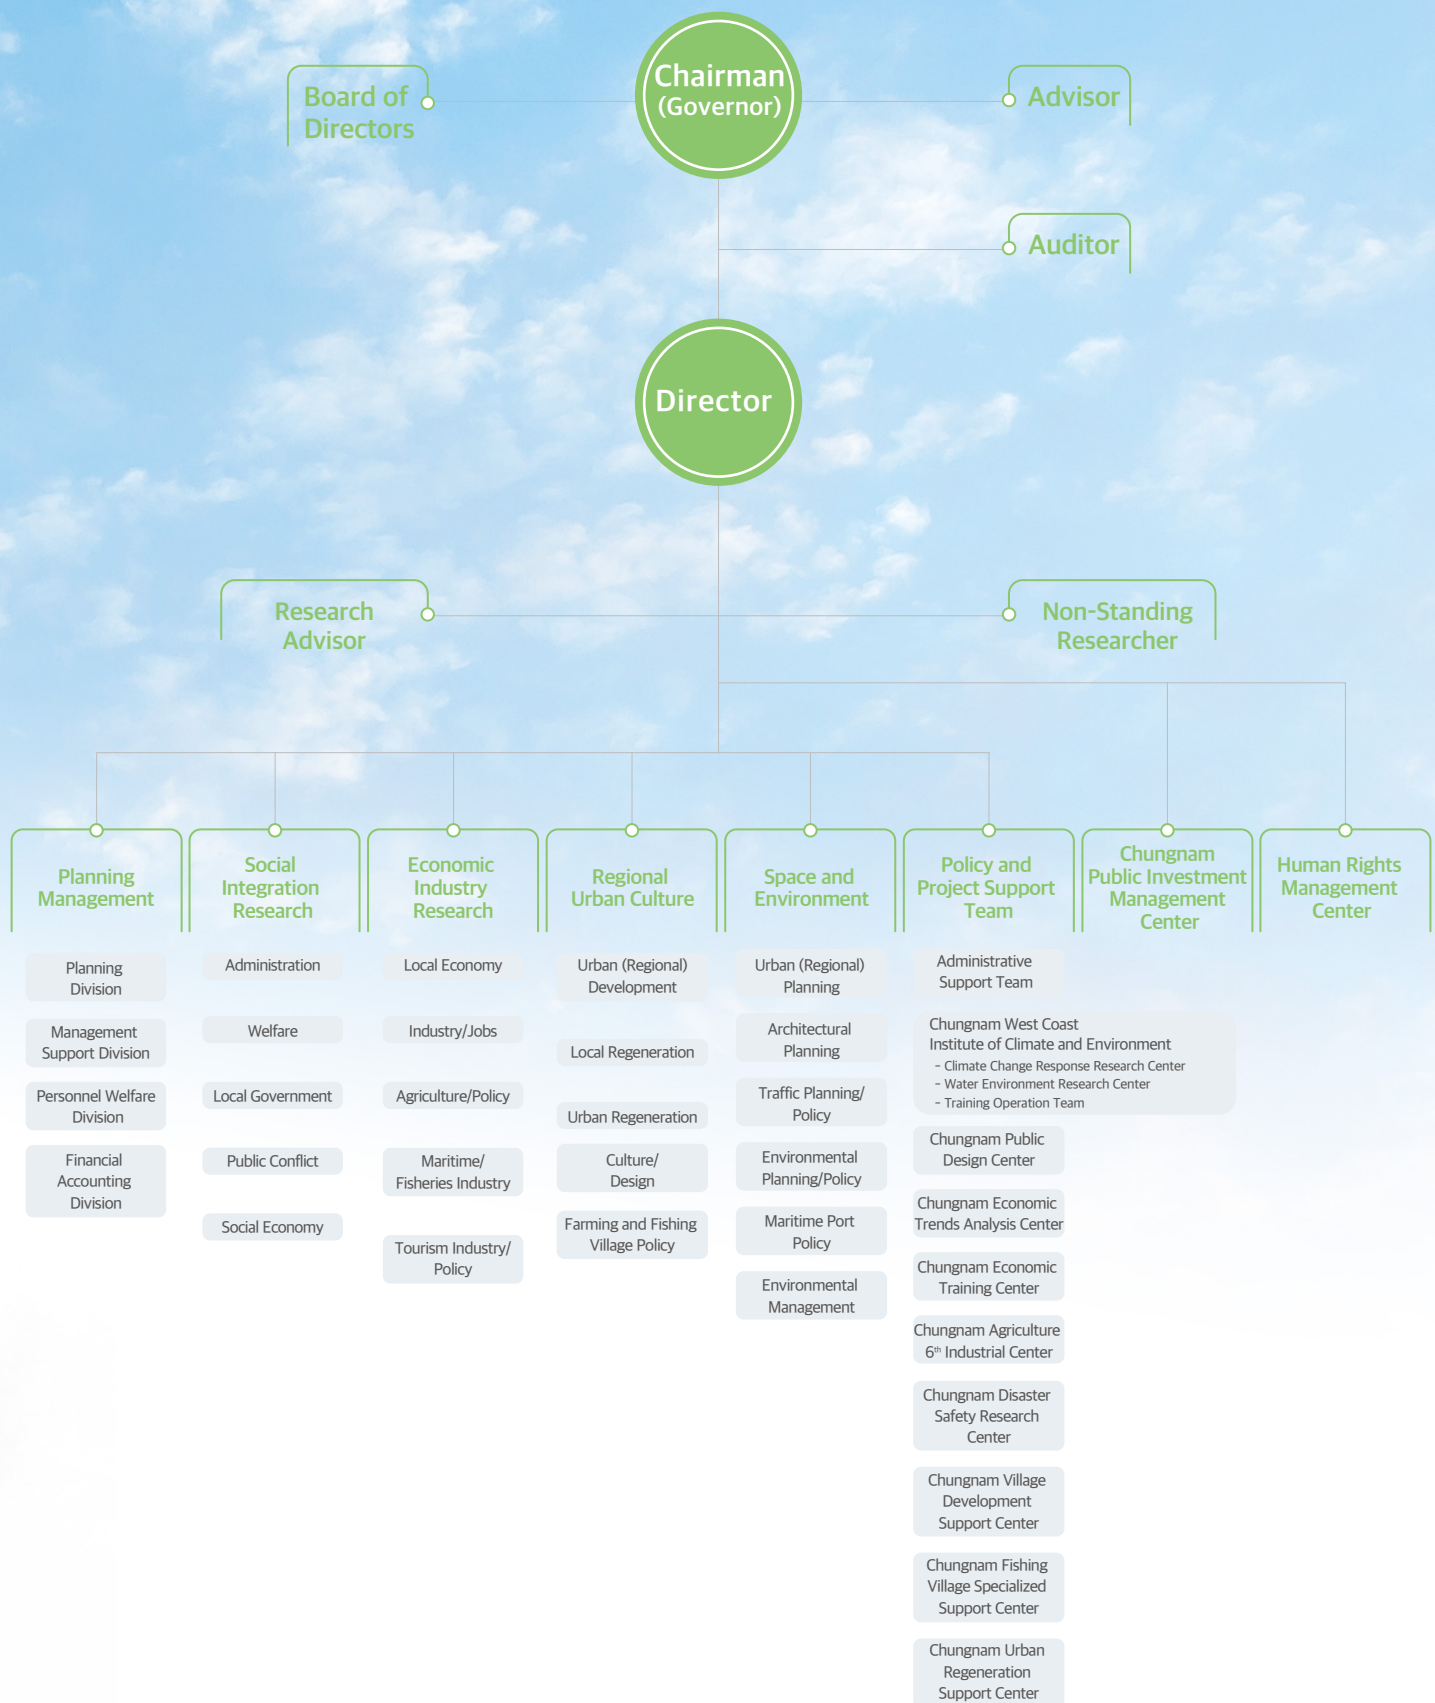 Chairman
(Governor)
Board of
Directors
Advisor
Auditor
Director
Research
Advisor
Non-Standing
Researcher
Planning
Management
Planning
Division
Management
Support Division
Personnel Welfare
Division
Financial
Accounting
Division
Social
Integration
Research
Administration
Welfare
Local Government
Public Conflict
Social Economy
Economic
Industry
Research
Local Economy
Industry/Jobs
Agriculture/Policy
Maritime/
Fisheries Industry
Tourism Industry/
Policy
Regional
Urban Culture
Urban (Regional)
Development
Local Regeneration
Urban Regeneration
Culture/
Design
Farming and Fishing
Village Policy
Space and
Environment
Urban (Regional)
Planning
Architectural
Planning
Traffic Planning/
Policy
Environmental
Planning/Policy
Maritime Port
Policy
Environmental
Management
Policy and
Project Support
Team
Administrative
Support Team
Chungnam West Coast
Institute of Climate and Environment
- Climate Change Response Research Center
- Water Environment Research Center
- Training Operation Team
Chungnam Public
Design Center
Chungnam Economic
Trends Analysis Center
Chungnam Economic
Training Center
Chungnam Agriculture
6th Industrial Center
Chungnam Disaster
Safety Research
Center
Chungnam Village
Development
Support Center
Chungnam Fishing
Village Specialized
Support Center
Chungnam Urban
Regeneration
Support Center
Chungnam
Public Investment
Management
Center
Human Rights
Management
Center